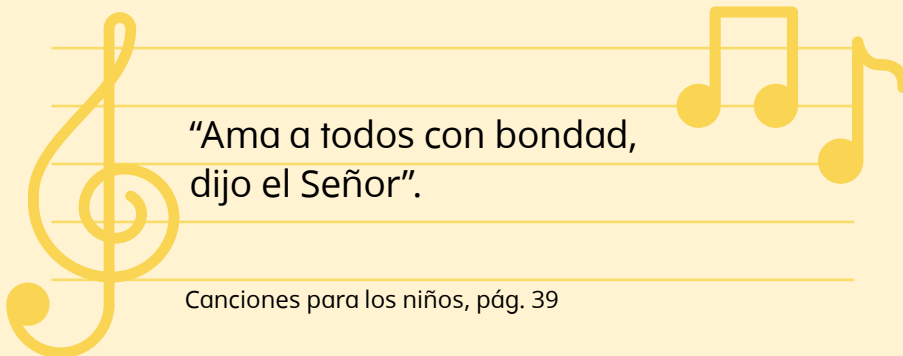 “Ama a todos con bondad,
dijo el Señor”.
Canciones para los niños, pág. 39